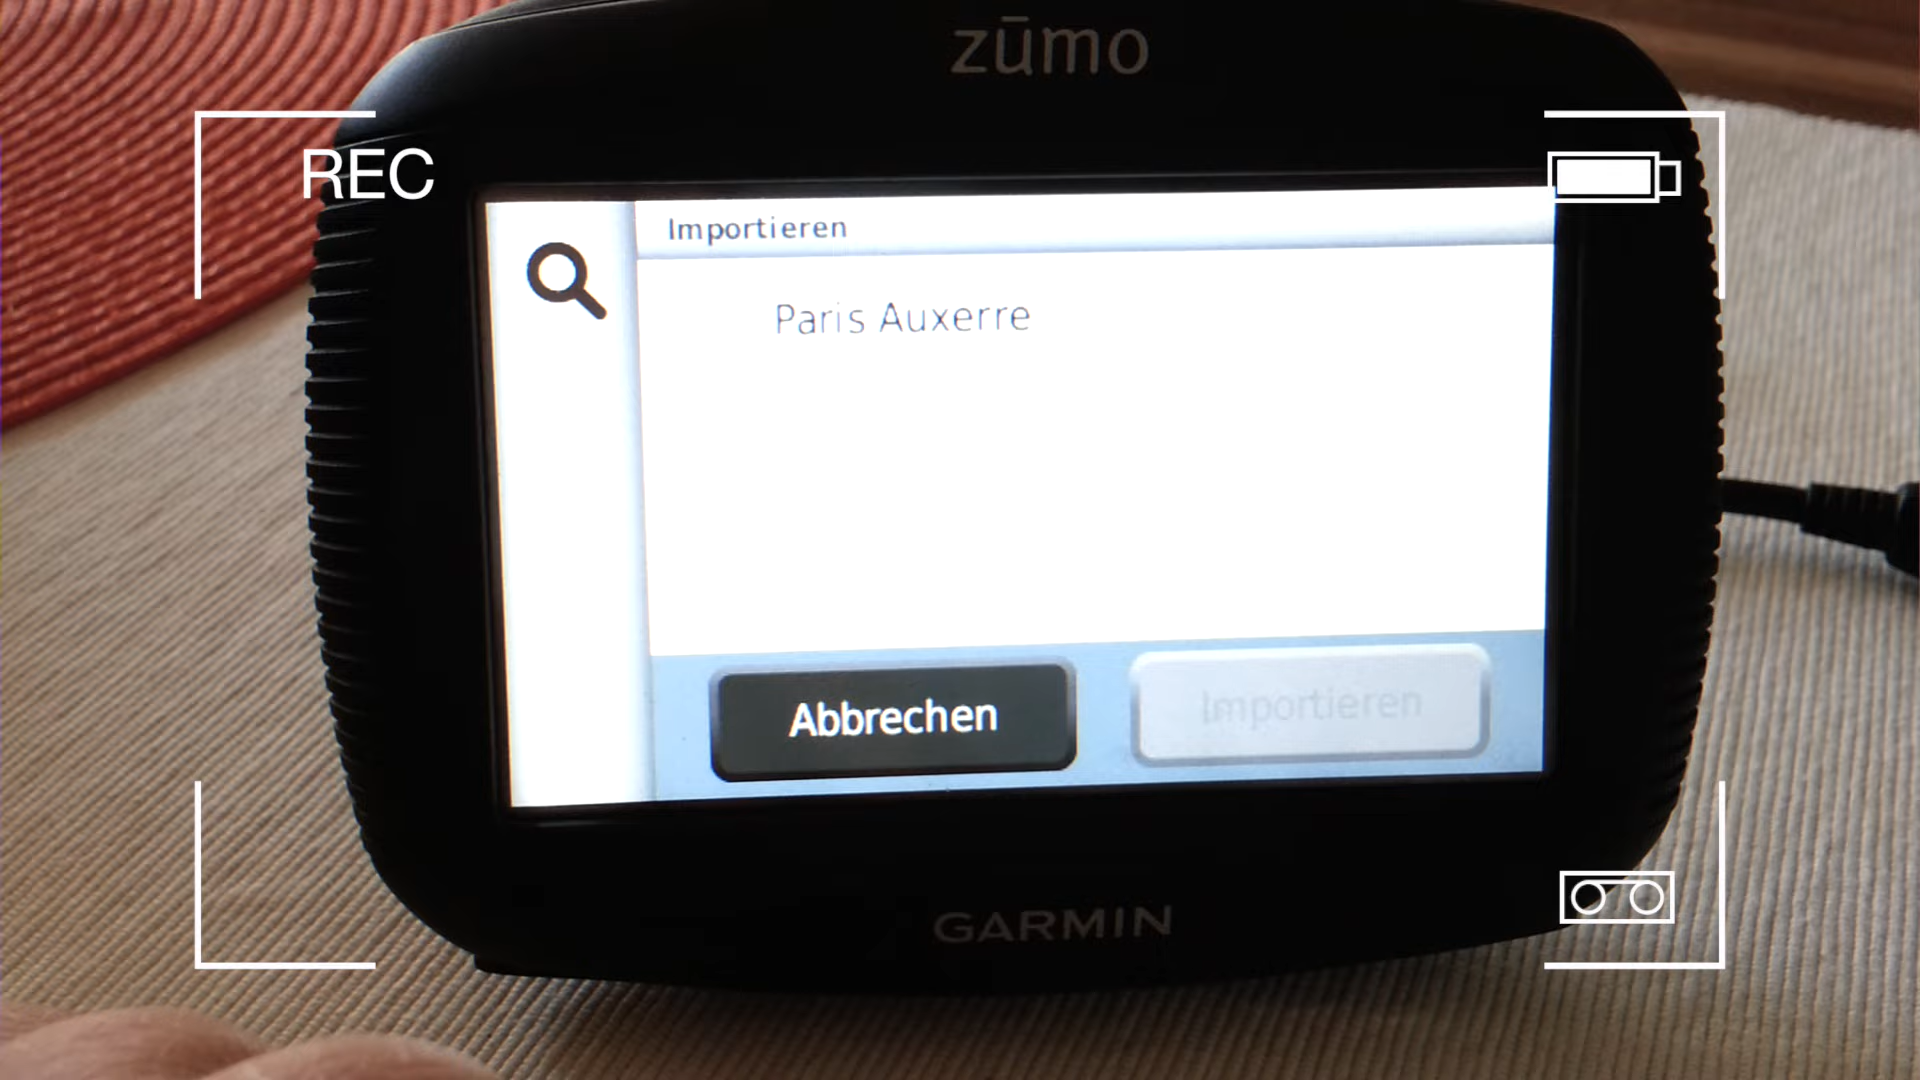 zūmo
REC
Importieren
Paris Auxerre
Abbrechen
Importieren
GARMIN